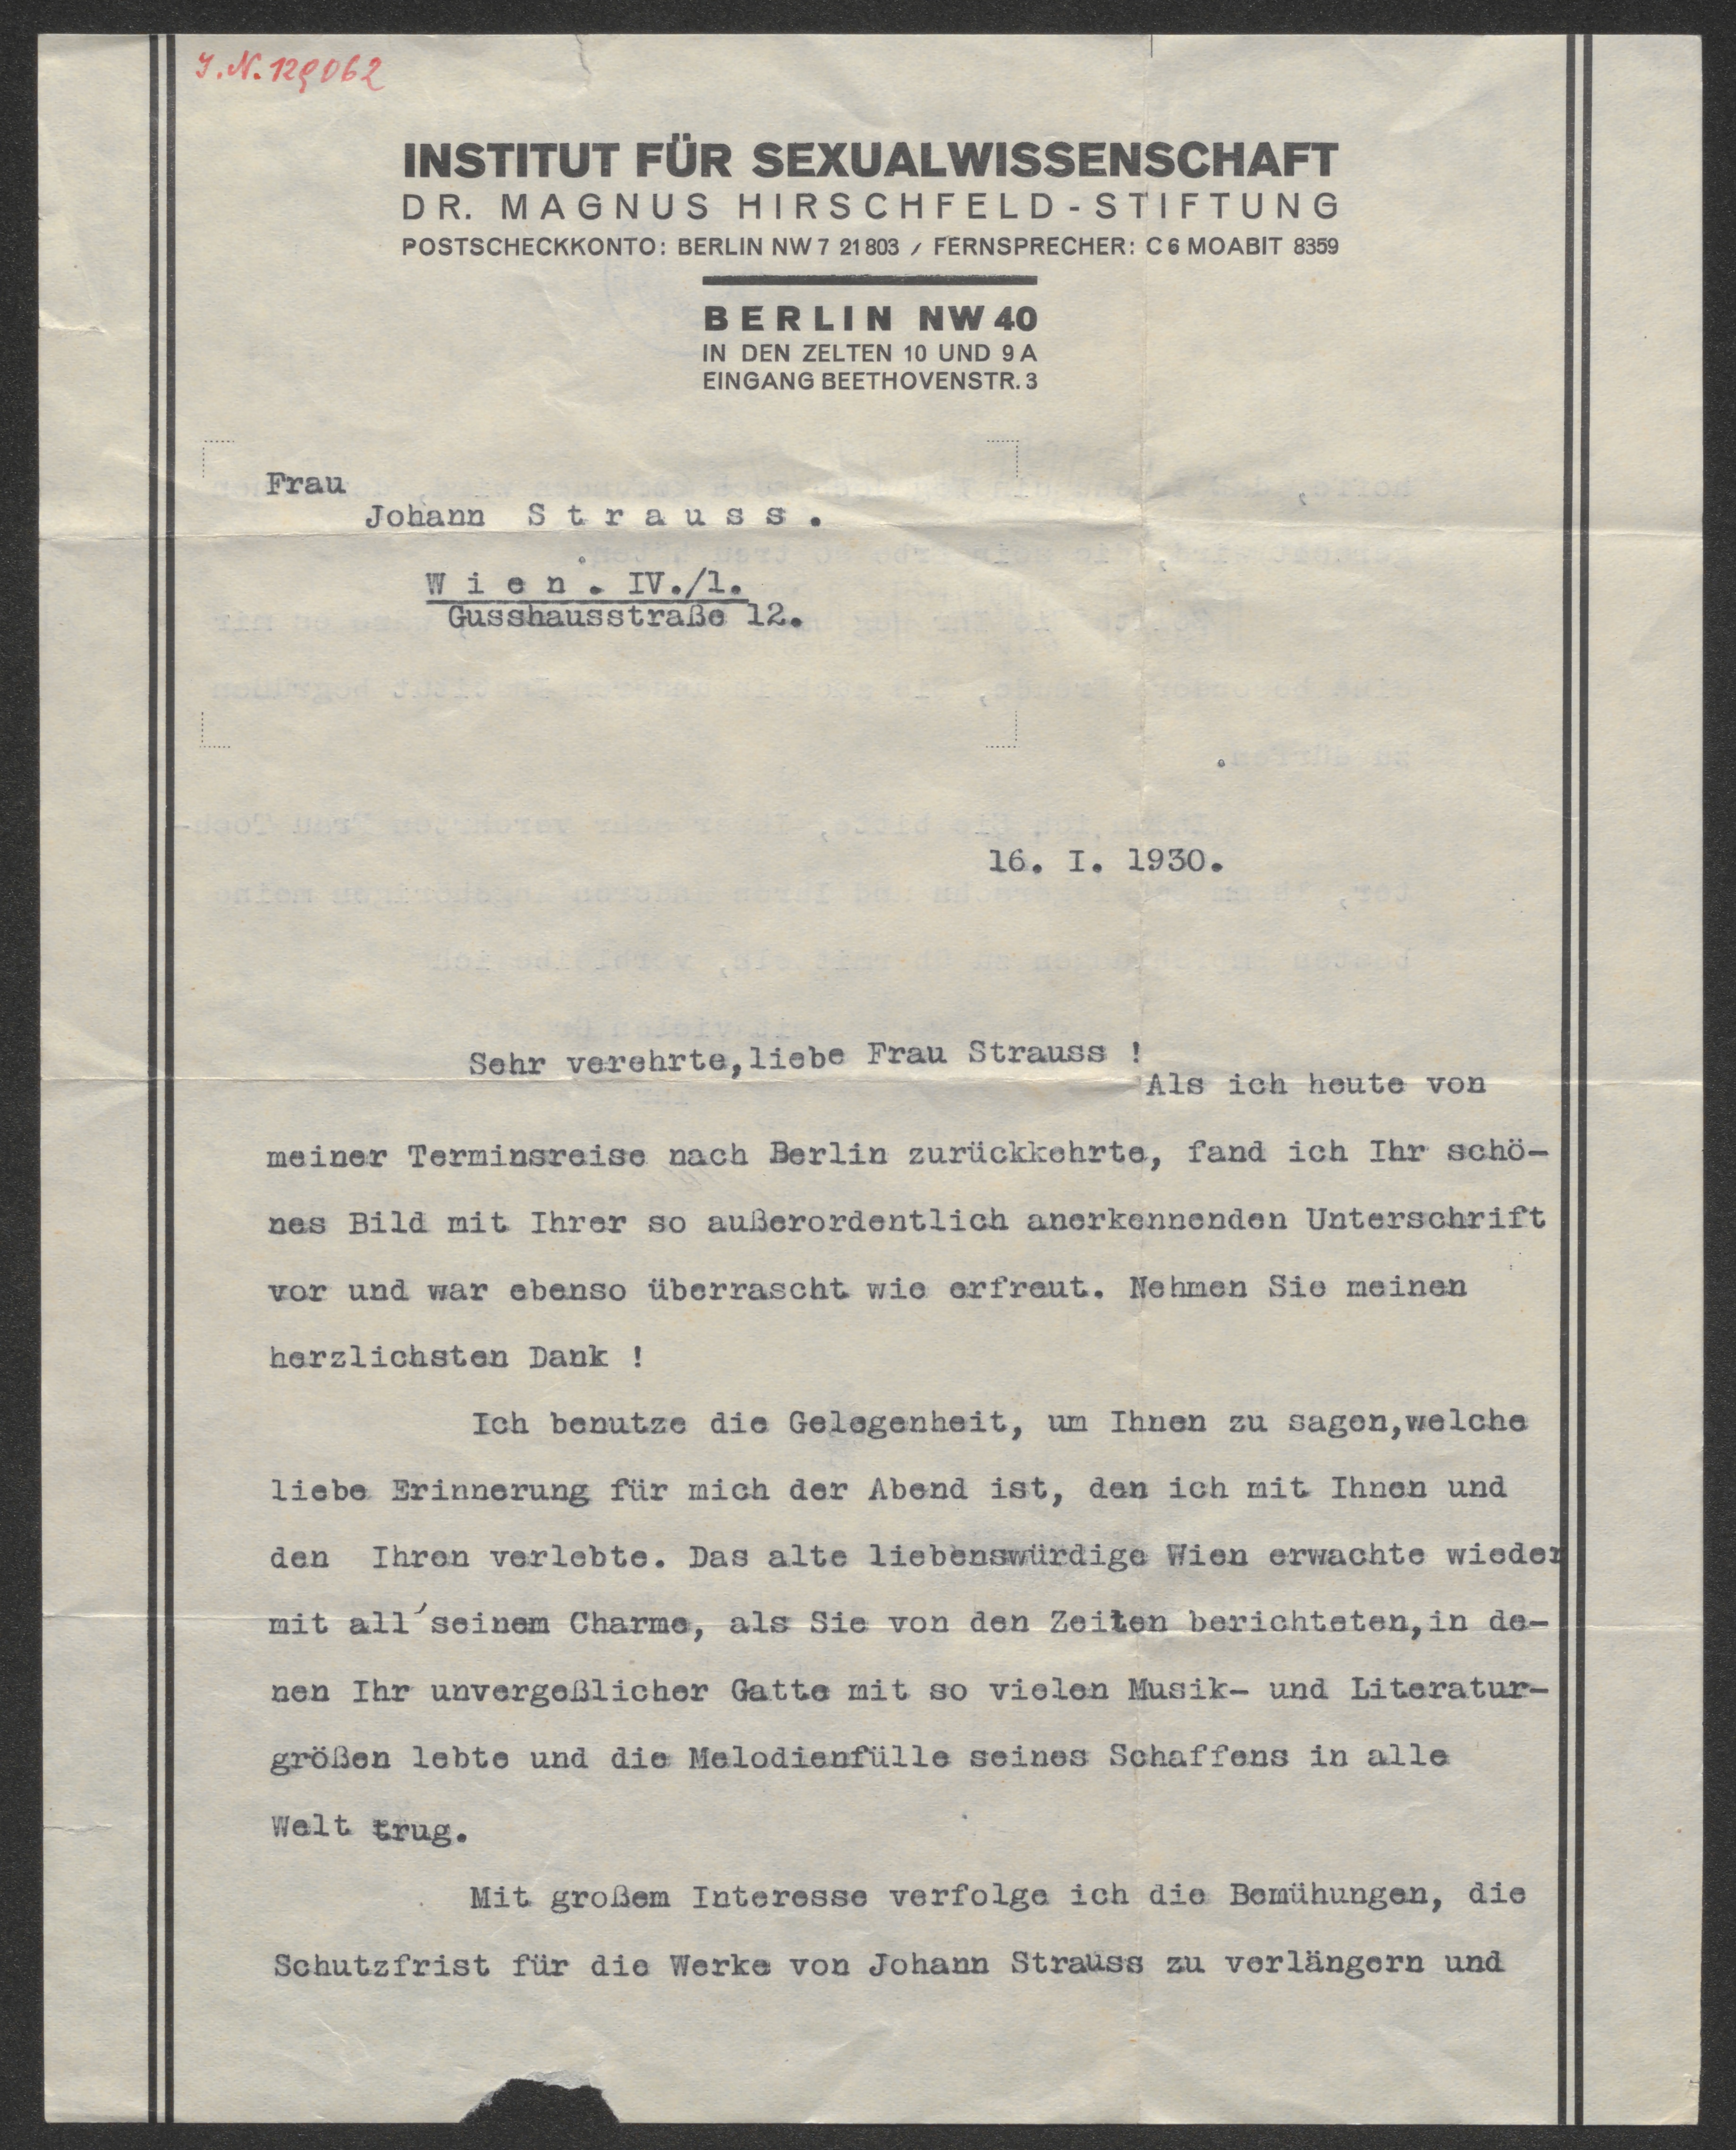 J.N. 129062
INSTITUT FÜR SEXUALWISSENSCHAFT
DR. MAGNUS HIRSCHFELD-STIFTUNG
POSTSCHECKKONTO: BERLIN NW 7 21803 / FERNSPRECHER: C 6 MOABIT 8359
BERLIN NW 40
IN DEN ZELTEN 10 UND 9A
EINGANG BEETHOVENSTR. 3
Frau
Johann S t r a u s s .
W i e n . IV./1.
Gusshausstraße 12.
16. I. 1930.
Sehr verehrte, liebe Frau Strauss !
Als ich heute von
meiner Terminsreise nach Berlin zurückkehrte, fand ich Ihr schö-
nes Bild mit Ihrer so außerordentlich anerkennenden Unterschrift
vor und war ebenso überrascht wie erfreut. Nehmen Sie meinen
herzlichsten Dank !
Ich benutze die Gelegenheit, um Ihnen zu sagen,welche
liebe Erinnerung für mich der Abend ist, den ich mit Ihnen und
den Ihren verlebte. Das alte liebenswürdige Wien erwachte wieder
mit all'seinem Charme, als Sie von den Zeiten berichteten,in de-
nen Ihr unvergeßlicher Gatte mit so vielen Musik- und Literatur-
größen lebte und die Melodienfülle seines Schaffens in alle
Welt trug.
Mit großem Interesse verfolge ich die Bemühungen, die
Schutzfrist für die Werke von Johann Strauss zu verlängern und